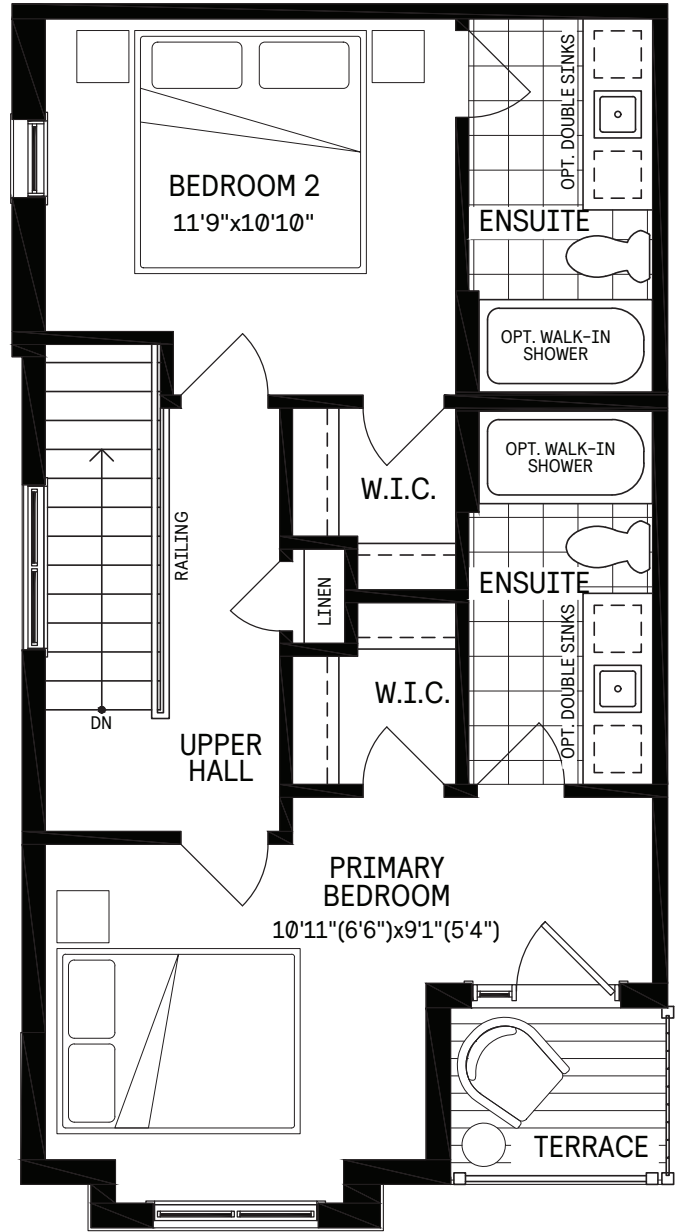 OPT. DOUBLE SINKS
BEDROOM 2
11'9"x10'10"
ENSUITE
OPT. WALK-IN
SHOWER
OPT. WALK-IN
SHOWER
W.I.C.
RAILING
LINEN
ENSUITE
OPT. DOUBLE SINKS
W.I.C.
DN
UPPER
HALL
PRIMARY
BEDROOM
10'11"(6'6")x9'1"(5'4")
TERRACE